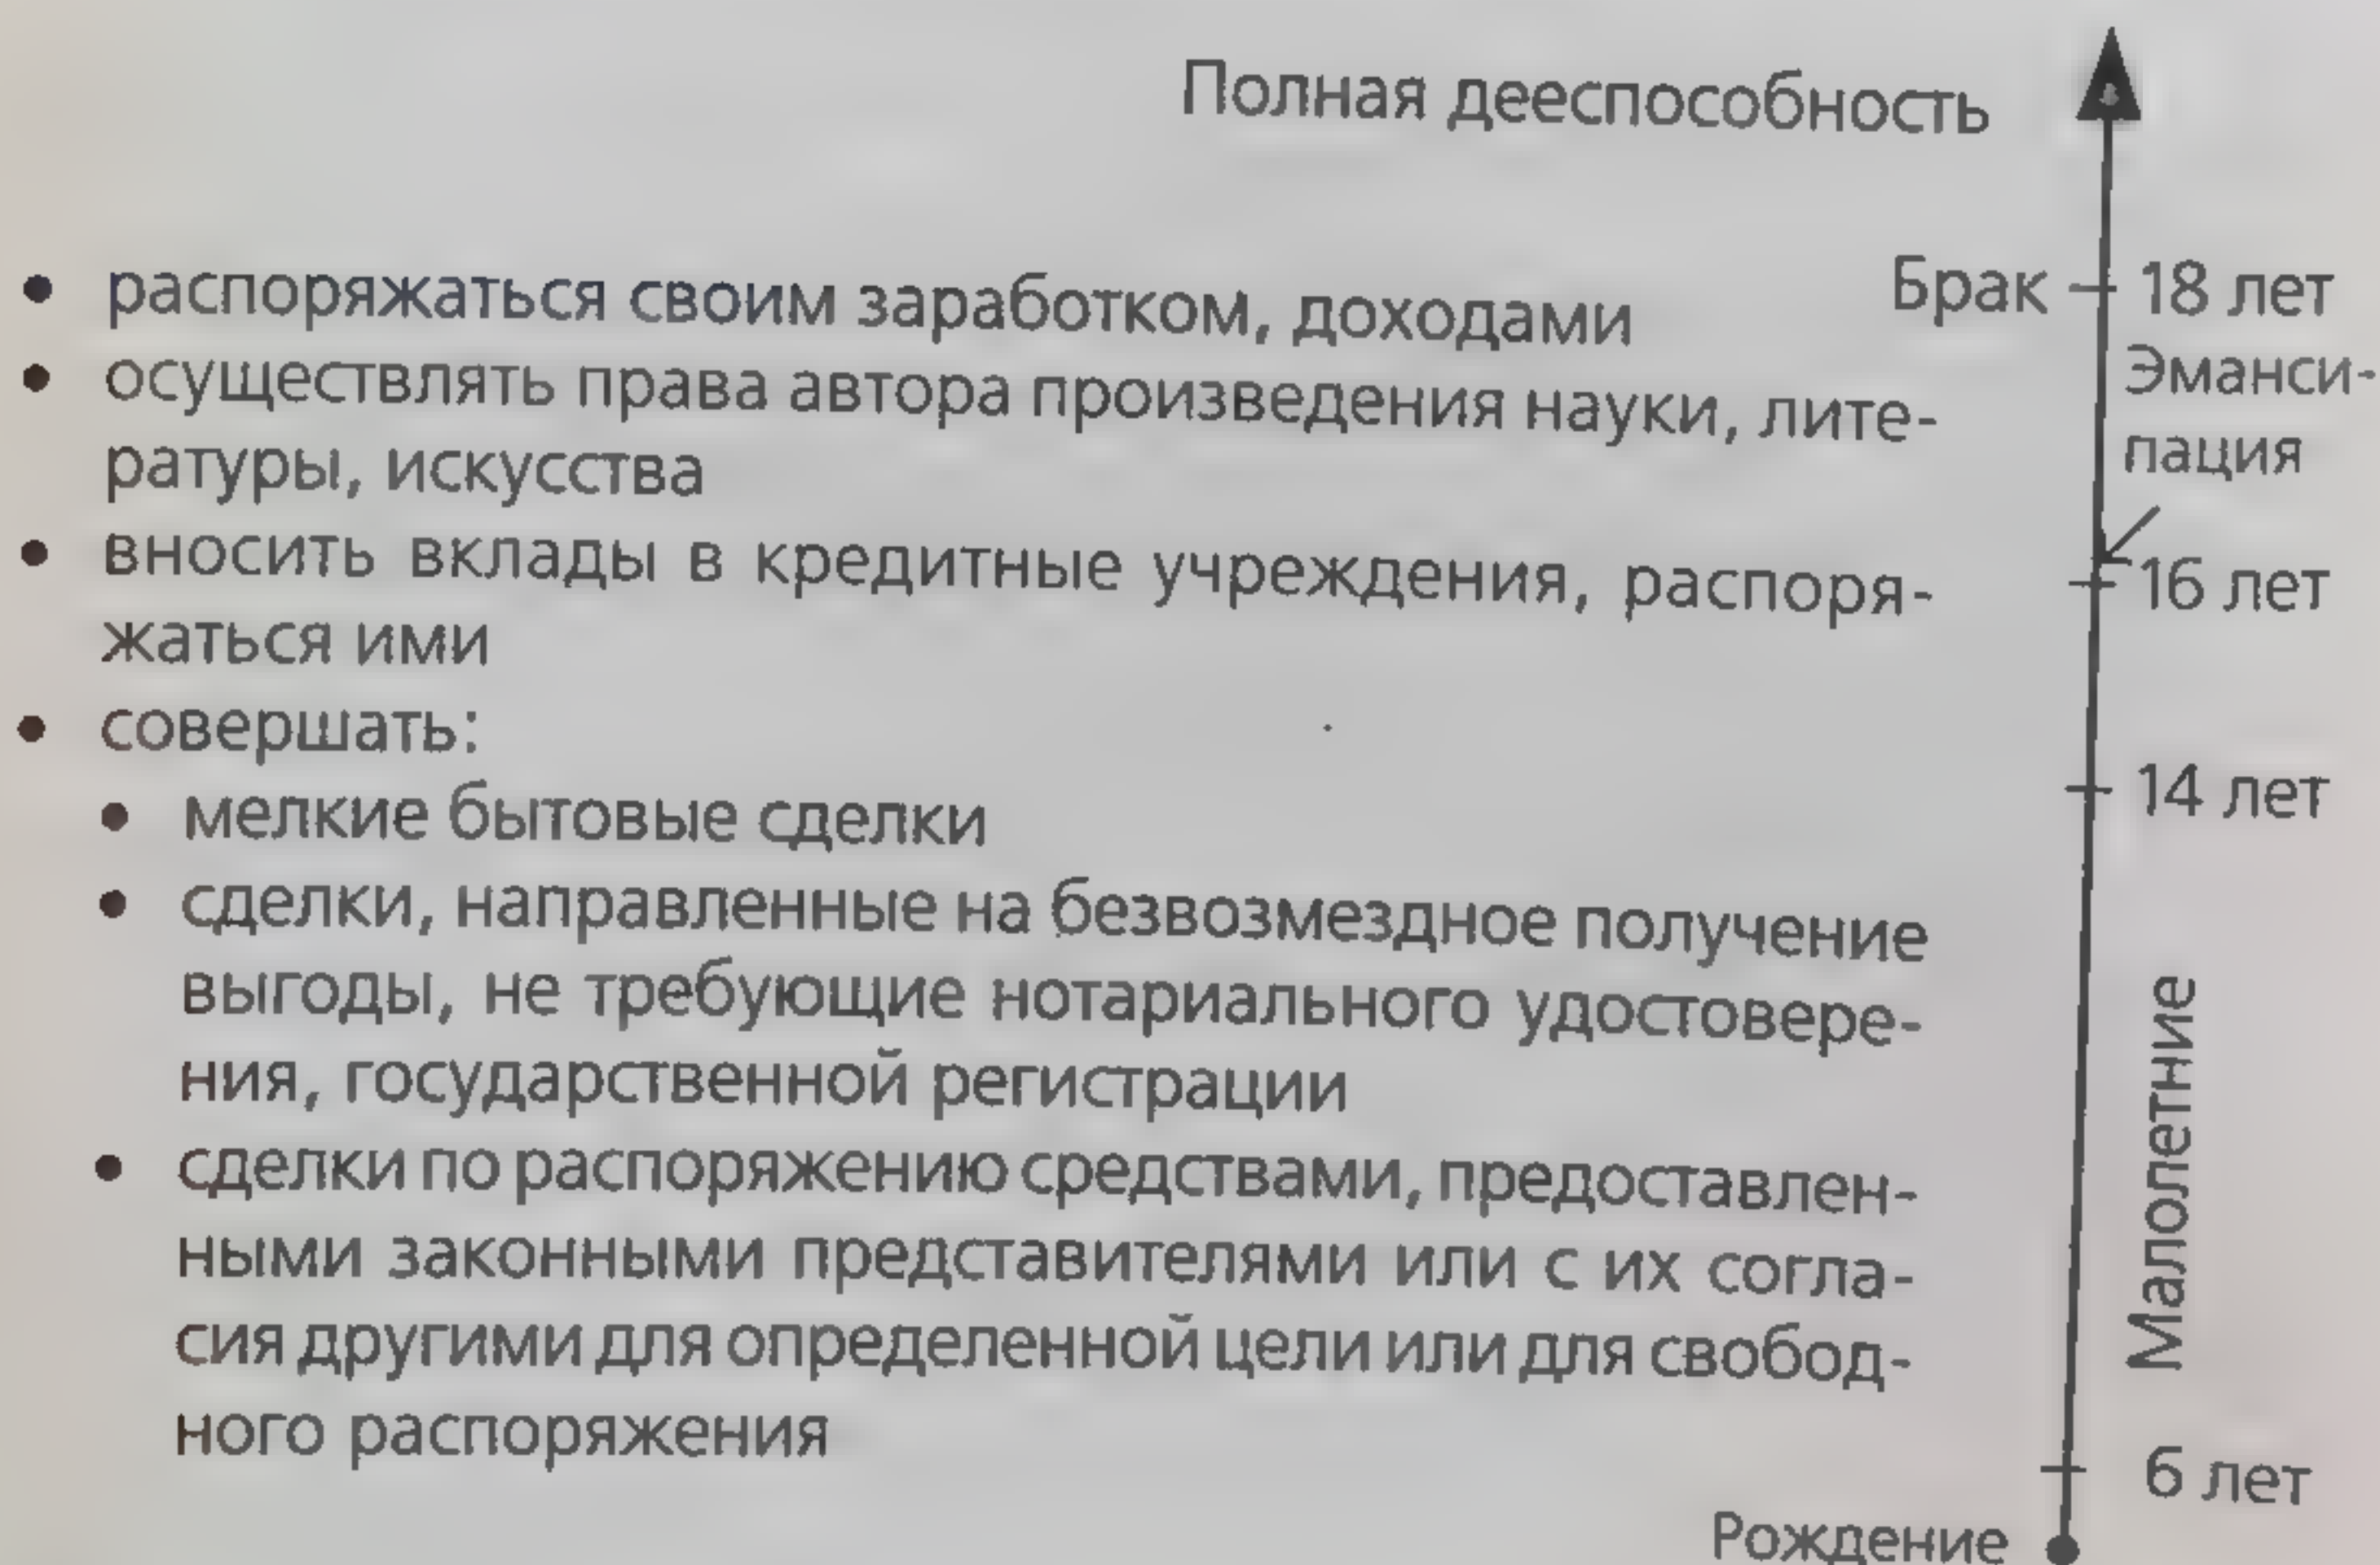 Полная дееспособность
• распоряжаться своим заработком, доходами
• осуществлять права автора произведения науки, лите-
ратуры, искусства
• вносить вклады в кредитные учреждения, распоря-
жаться ими
• совершать:
• мелкие бытовые сделки
• сделки, направленные на безвозмездное получение
выгоды, не требующие нотариального удостовере-
ния, государственной регистрации
• сделки по распоряжению средствами, предоставлен-
ными законными представителями или с их согла-
сия другими для определенной цели или для свобод-
ного распоряжения
Брак
18 лет
Эманси-
пация
16 лет
14 лет
Малолетние
6 лет
Рождение